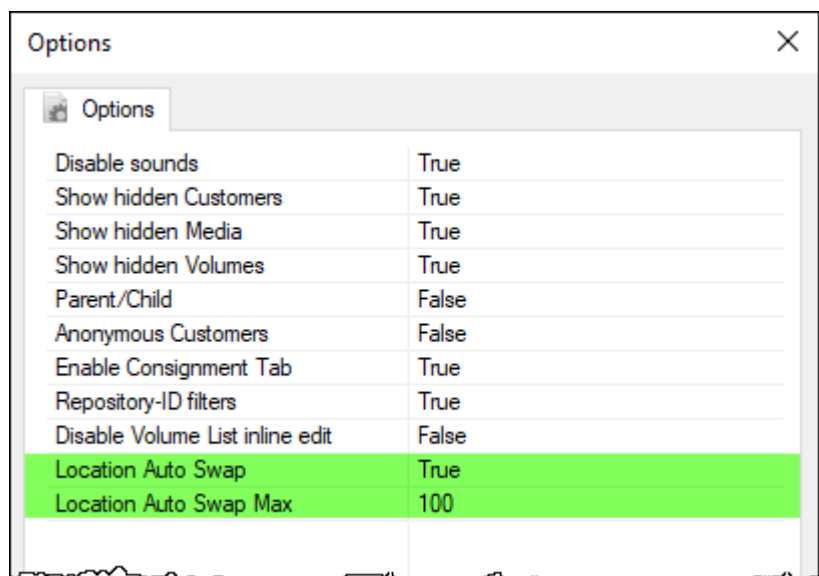 Options
Options
Disable sounds True
Show hidden Customers True
Show hidden Media True
Show hidden Volumes True
Parent/Child False
Anonymous Customers False
Enable Consignment Tab True
Repository-ID filters True
Disable Volume List inline edit False
Location Auto Swap True
Location Auto Swap Max 100